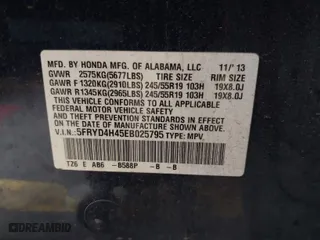 MFD. BY HONDA MFG. OF ALABAMA, LLC 11/'13
GVWR 2575KG(5677LBS) TIRE SIZE RIM SIZE
GAWR F 1320KG(2910LBS) 245/55R19 103H 19X8.0J
GAWR R 1345KG(2965LBS) 245/55R19 103H 19X8.0J
THIS VEHICLE CONFORMS TO ALL APPLICABLE
FEDERAL MOTOR VEHICLE SAFETY AND
THEFT PREVENTION STANDARDS IN EFFECT
ON THE DATE OF MANUFACTURE SHOWN ABOVE.
V.I.N.: 5FRYD4H45EB025795 TYPE: MPV
TZ6 E A86 -B588P -B -B
DREAMBID